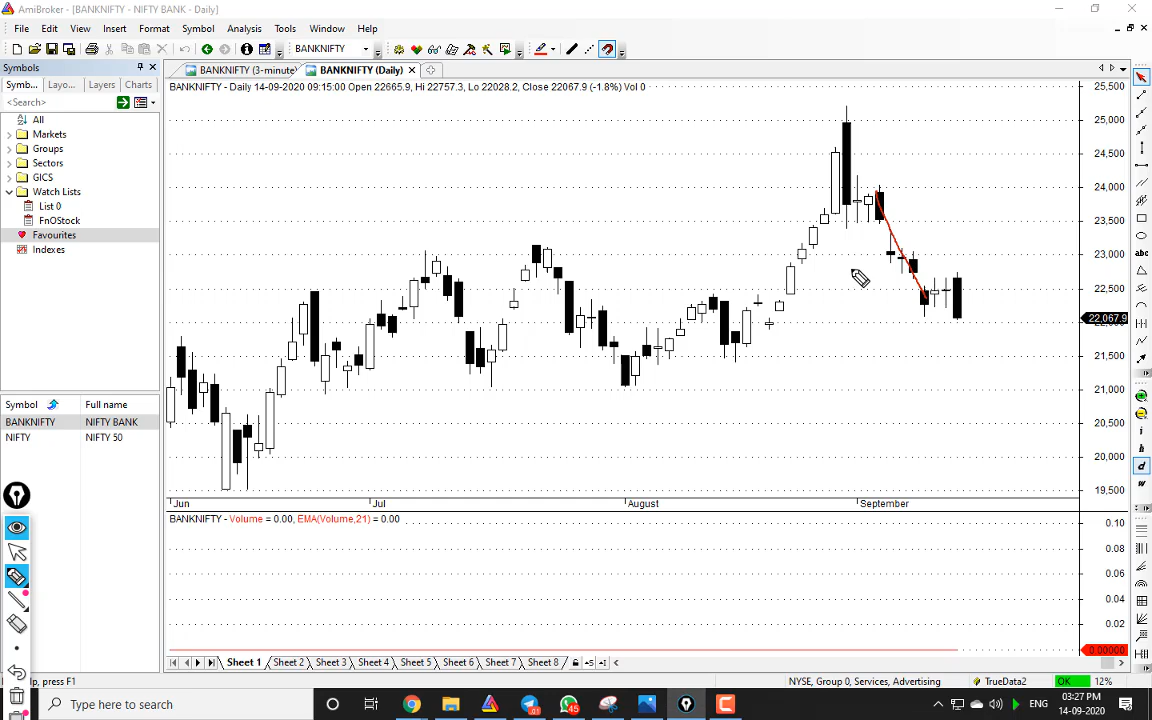 AmiBroker - [BANKNIFTY - NIFTY BANK - Daily]
File Edit View Insert Format Symbol Analysis Tools Window Help
BANKNIFTY
Symbols
BANKNIFTY (3-minute)
BANKNIFTY (Daily)
Symb... Layo... Layers Charts
BANKNIFTY - Daily 14-09-2020 09:15:00 Open 22665.9, Hi 22757.3, Lo 22028.2, Close 22067.9 (-1.8%) Vol 0
<Search>
All
Markets
Groups
Sectors
GICS
Watch Lists
List 0
FnOStock
Favourites
Indexes
25,500
25,000
24,500
24,000
23,500
23,000
22,500
22,067.9
21,500
21,000
20,500
20,000
19,500
abc
Symbol Full name
BANKNIFTY NIFTY BANK
NIFTY NIFTY 50
i
h
d
w
Jun Jul August September
BANKNIFTY - Volume = 0.00, EMA(Volume,21) = 0.00
0.10
0.08
0.06
0.04
0.02
0.00000
Sheet 1 Sheet 2 Sheet 3 Sheet 4 Sheet 5 Sheet 6 Sheet 7 Sheet 8
press F1
NYSE, Group 0, Services, Advertising TrueData2 OK 12%
Type here to search
ENG
03:27 PM
14-09-2020